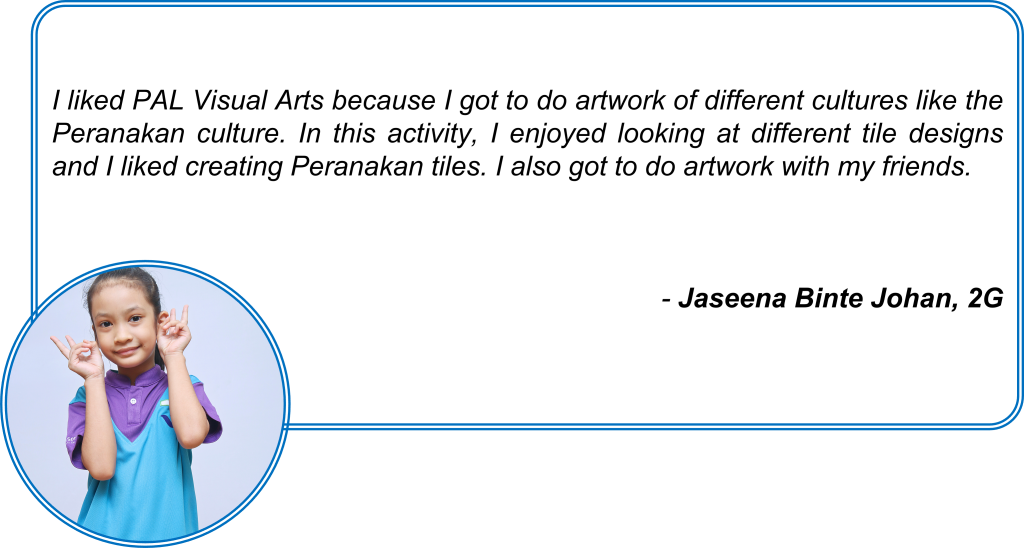 I liked PAL Visual Arts because I got to do artwork of different cultures like the
Peranakan culture. In this activity, I enjoyed looking at different tile designs
and I liked creating Peranakan tiles. I also got to do artwork with my friends.
- Jaseena Binte Johan, 2G